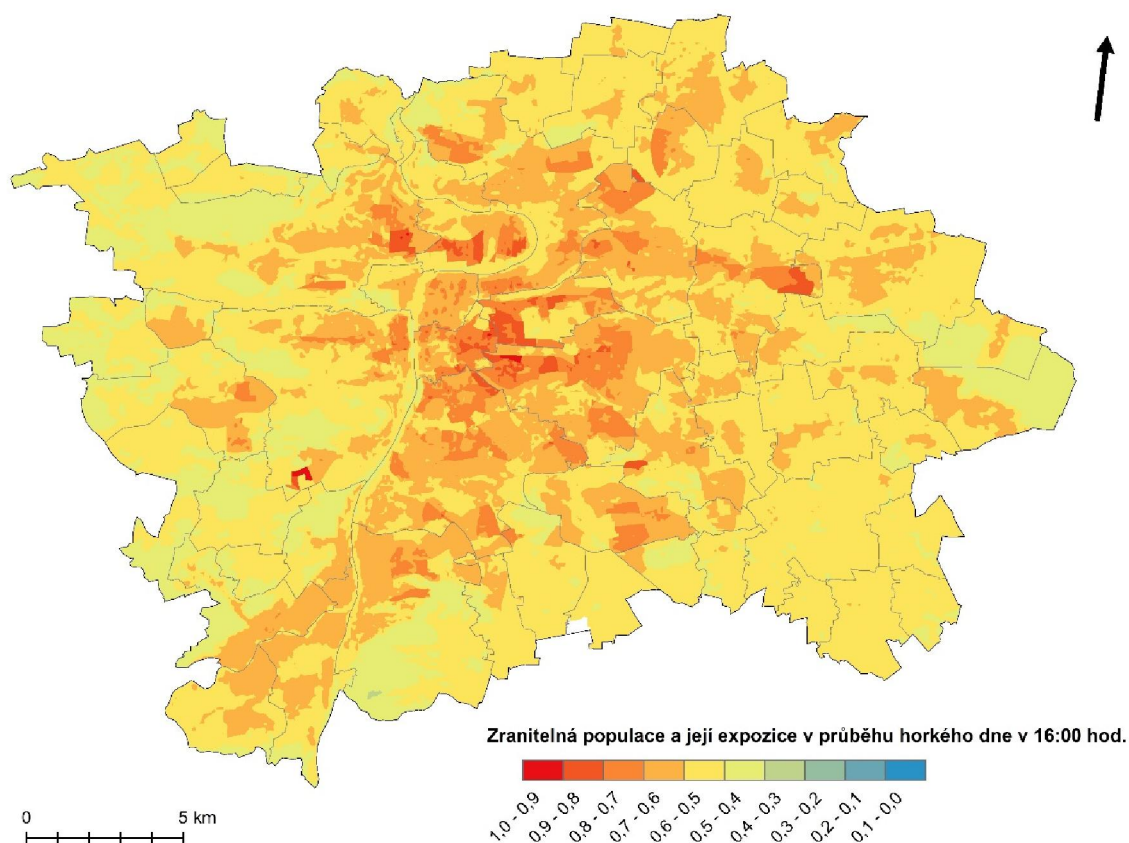 Zranitelná populace a její expozice v průběhu horkého dne v 16:00 hod.
1,0 - 0,9
0,9 - 0,8
0,8 - 0,7
0,7 - 0,6
0,6 - 0,5
0,5 - 0,4
0,4 - 0,3
0,3 - 0,2
0,2 - 0,1
0,1 - 0,0
0 5 km